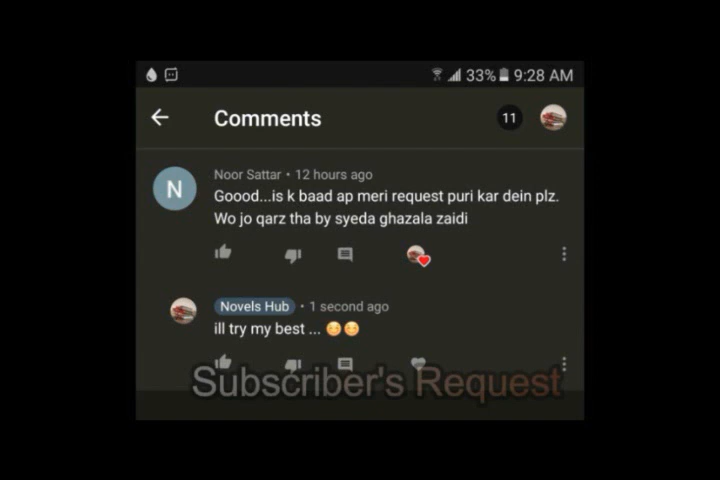 33% 9:28 AM
Comments
11
N
Noor Sattar • 12 hours ago
Goood...is k baad ap meri request puri kar dein plz.
Wo jo qarz tha by syeda ghazala zaidi
Novels Hub • 1 second ago
ill try my best ... 😊😊
Subscriber's Request